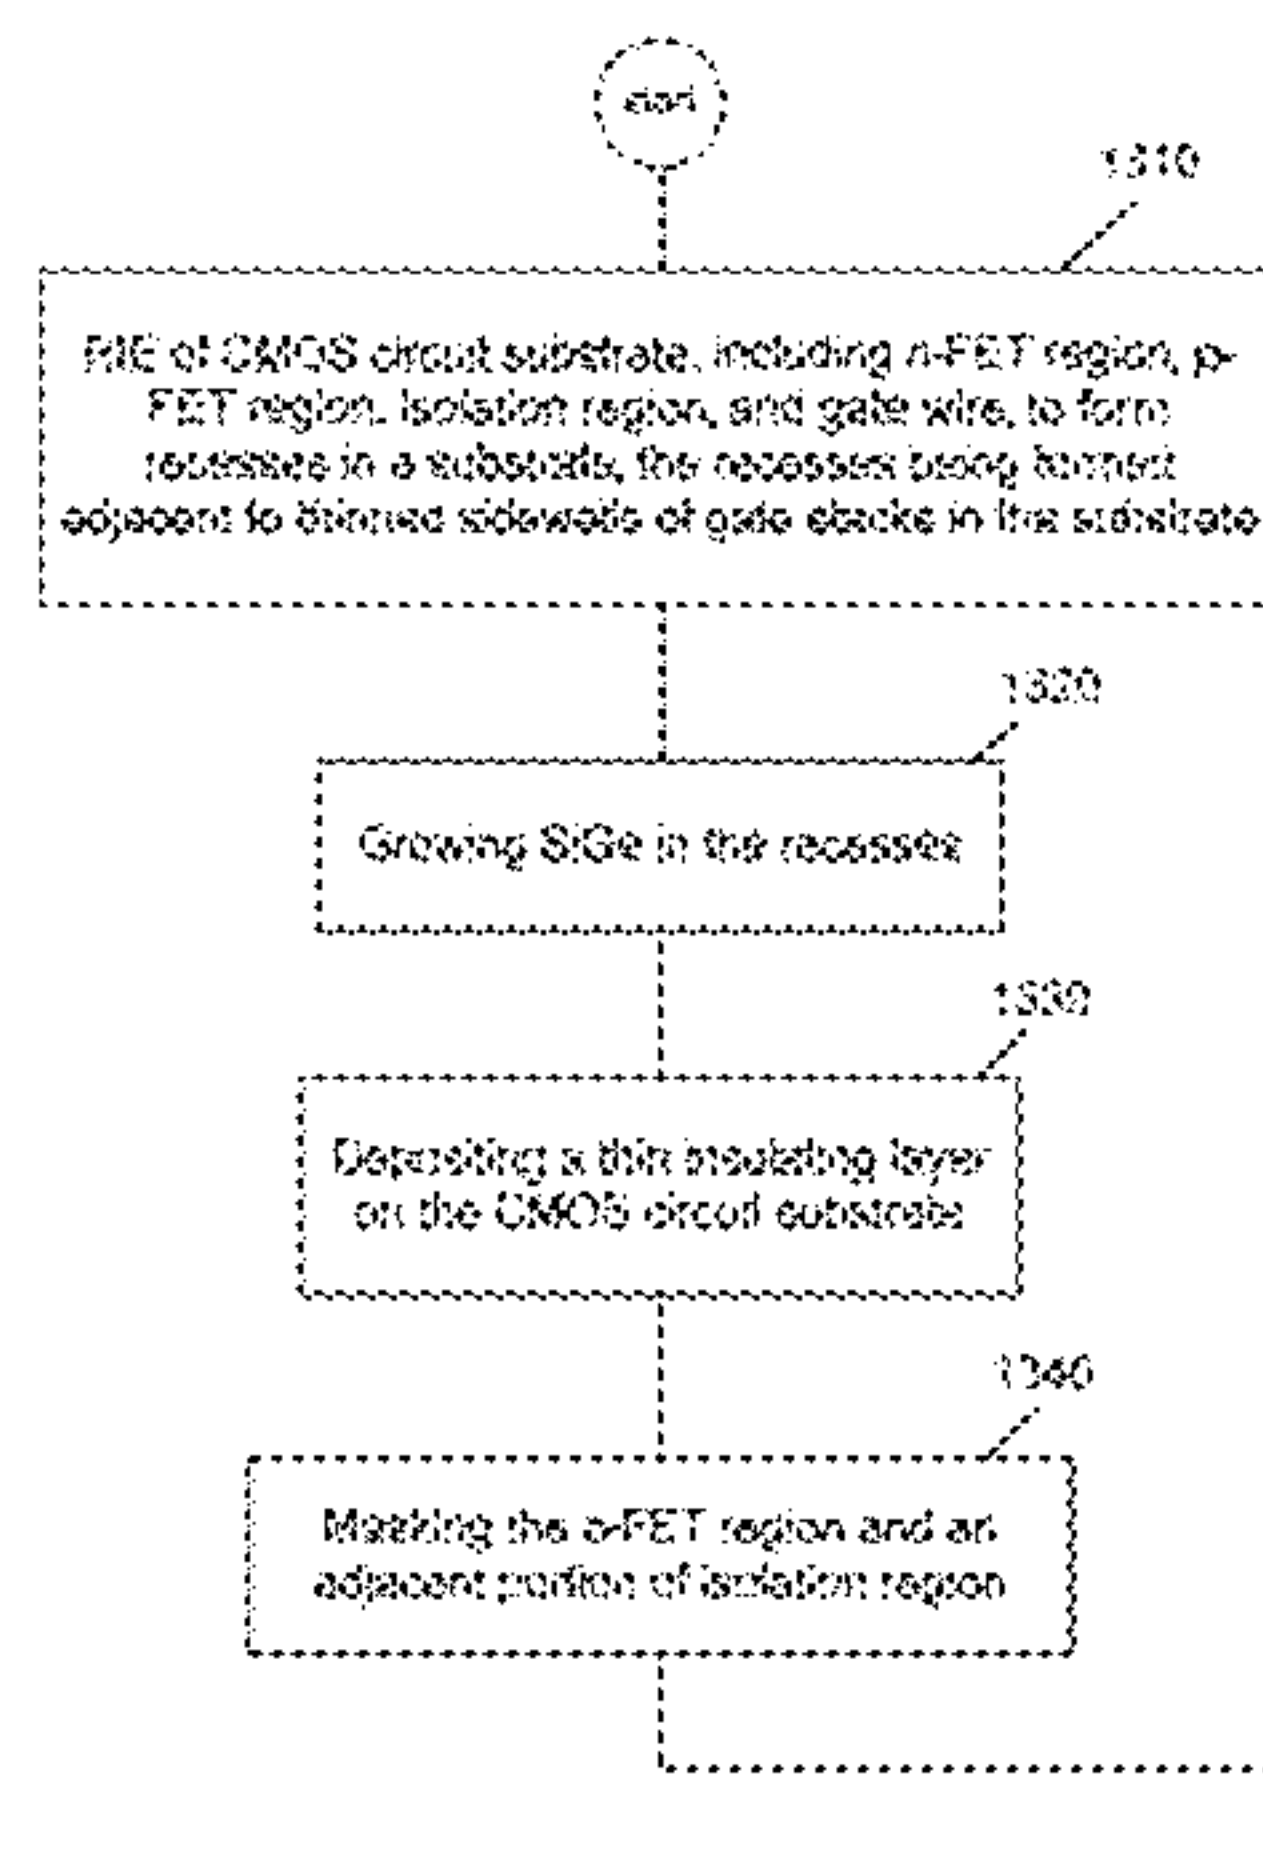 start
1310
RIE of CMOS circuit substrate, including n-FET region, p-
FET region, isolation region, and gate wire, to form
recesses in a substrate, the recesses being formed
adjacent to thinned sidewalls of gate stacks in the substrate
1320
Growing SiGe in the recesses
1330
Depositing a thin insulating layer
on the CMOS circuit substrate
1340
Masking the region and an
adjacent portion of isolation region